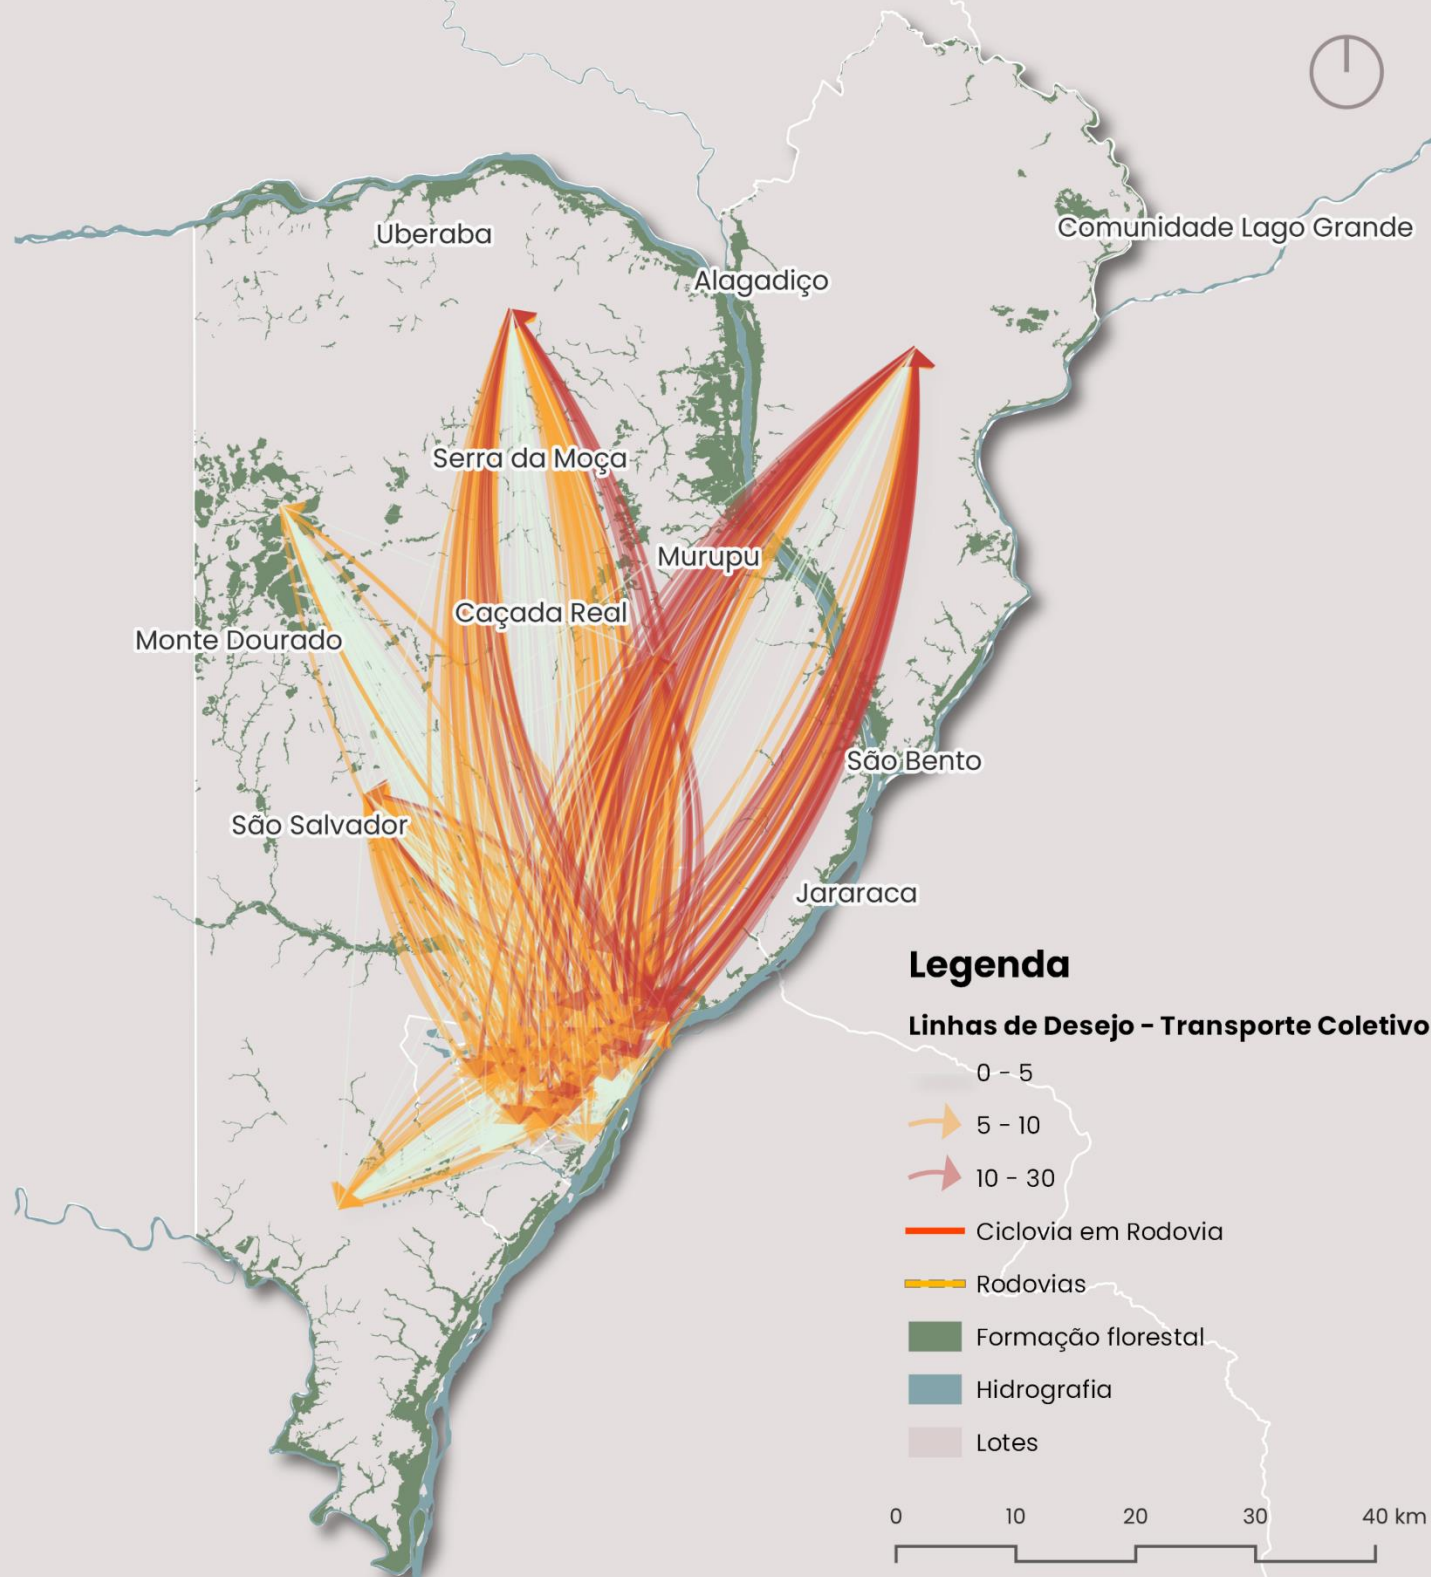 Uberaba
Comunidade Lago Grande
Alagadiço
Serra da Moça
Murupu
Caçada Real
Monte Dourado
São Bento
São Salvador
Jararaca
Legenda
Linhas de Desejo - Transporte Coletivo
0 - 5
5 - 10
10 - 30
Ciclovia em Rodovia
Rodovias
Formação florestal
Hidrografia
Lotes
0 10 20 30 40 km